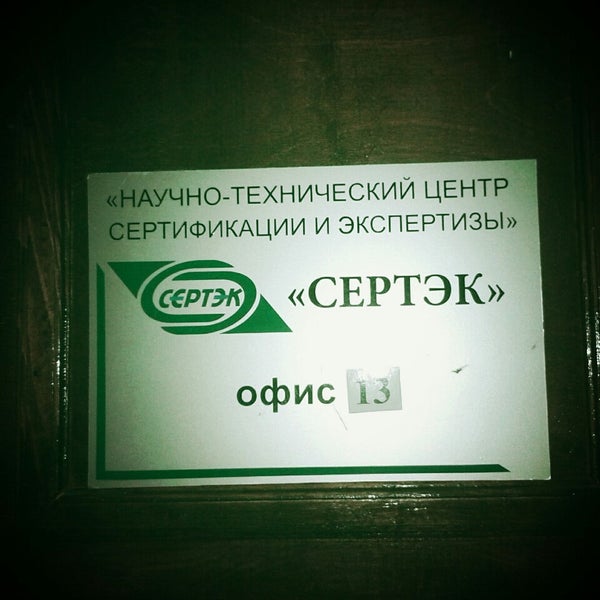 «НАУЧНО-ТЕХНИЧЕСКИЙ ЦЕНТР
СЕРТИФИКАЦИИ И ЭКСПЕРТИЗЫ»
СЕРТЭК «СЕРТЭК»
офис 13